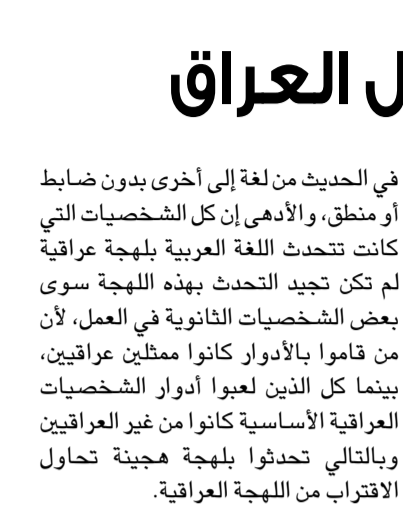 ل العراق
في الحديث من لغة إلى أخرى بدون ضابط
أو منطق، والأدهى إن كل الشخصيات التي
كانت تتحدث اللغة العربية بلهجة عراقية
لم تكن تجيد التحدث بهذه اللهجة سوى
بعض الشخصيات الثانوية في العمل، لأن
من قاموا بالأدوار كانوا ممثلين عراقيين،
بينما كل الذين لعبوا أدوار الشخصيات
العراقية الأساسية كانوا من غير العراقيين
وبالتالي تحدثوا بلهجة هجينة تحاول
الاقتراب من اللهجة العراقية.